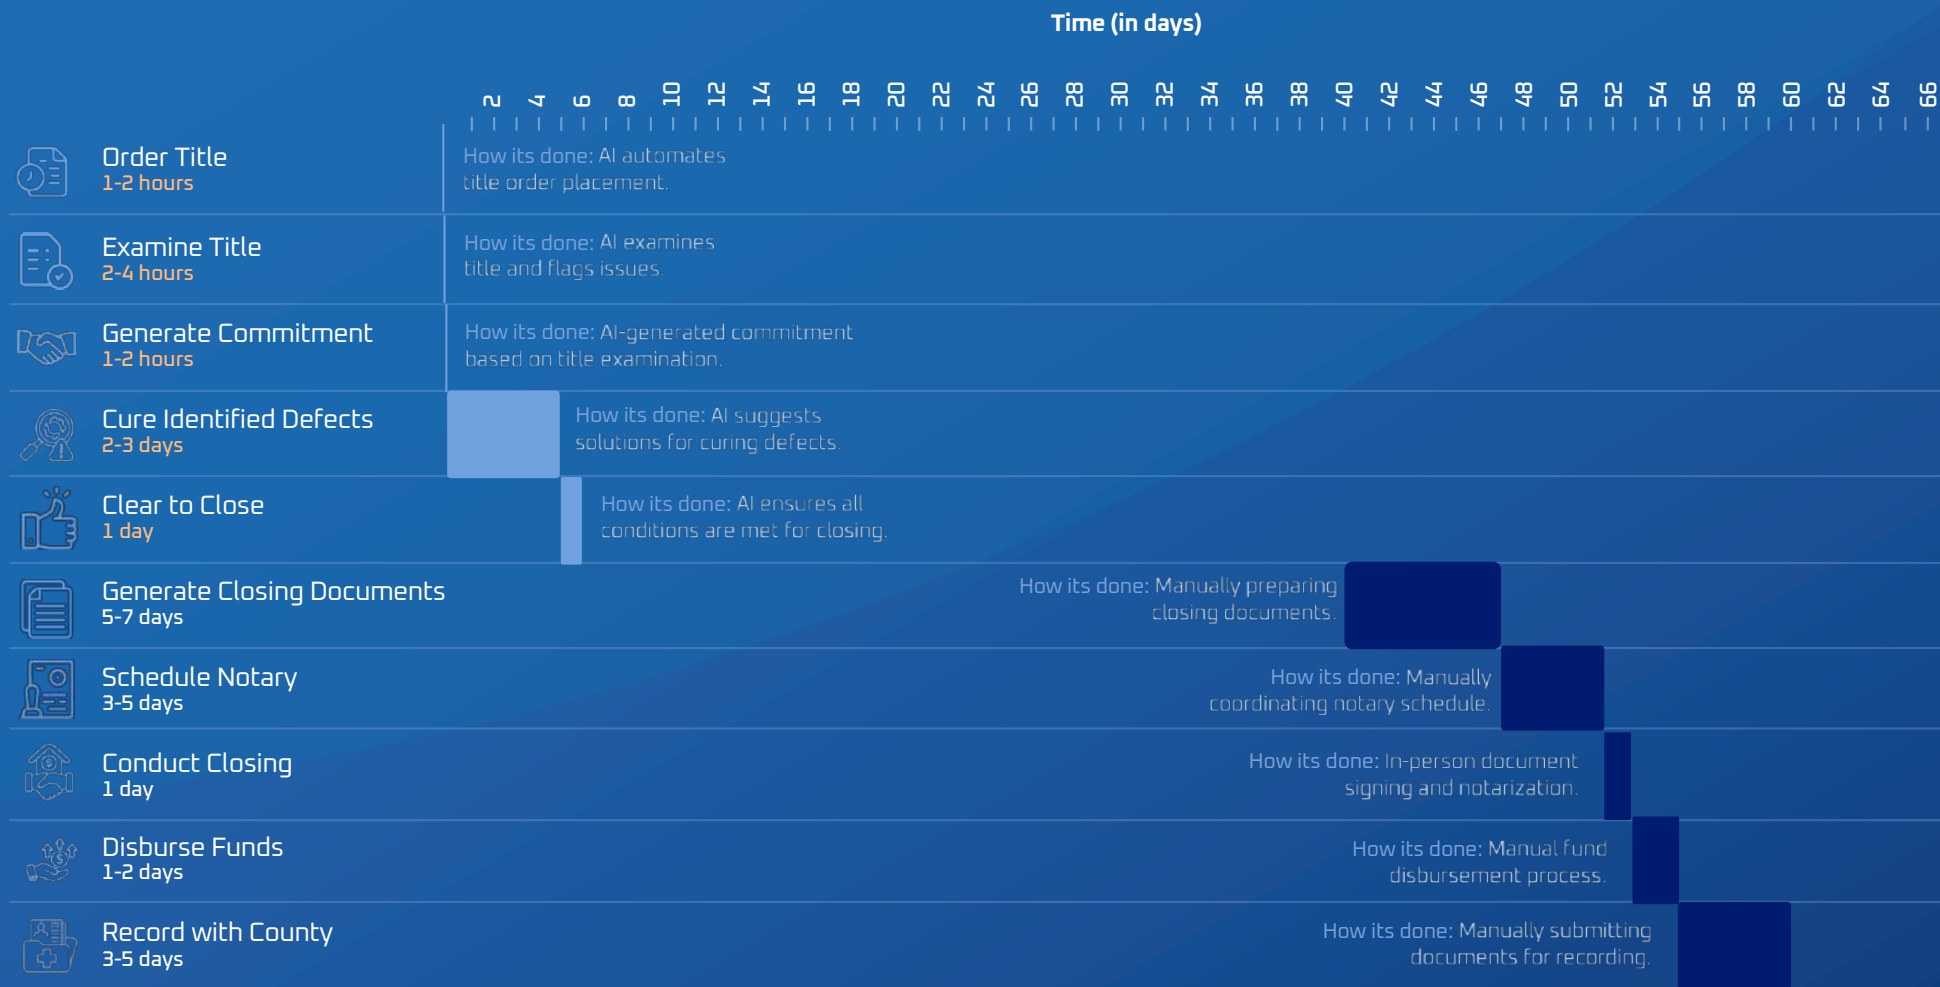 Time (in days)
2 4 6 8 10 12 14 16 18 20 22 24 26 28 30 32 34 36 38 40 42 44 46 48 50 52 54 56 58 60 62 64 66
Order Title
1-2 hours
How its done: AI automates
title order placement.
Examine Title
2-4 hours
How its done: AI examines
title and flags issues.
Generate Commitment
1-2 hours
How its done: AI-generated commitment
based on title examination.
Cure Identified Defects
2-3 days
How its done: AI suggests
solutions for curing defects.
Clear to Close
1 day
How its done: AI ensures all
conditions are met for closing.
Generate Closing Documents
5-7 days
How its done: Manually preparing
closing documents.
Schedule Notary
3-5 days
How its done: Manually
coordinating notary schedule.
Conduct Closing
1 day
How its done: In-person document
signing and notarization.
Disburse Funds
1-2 days
How its done: Manual fund
disbursement process.
Record with County
3-5 days
How its done: Manually submitting
documents for recording.